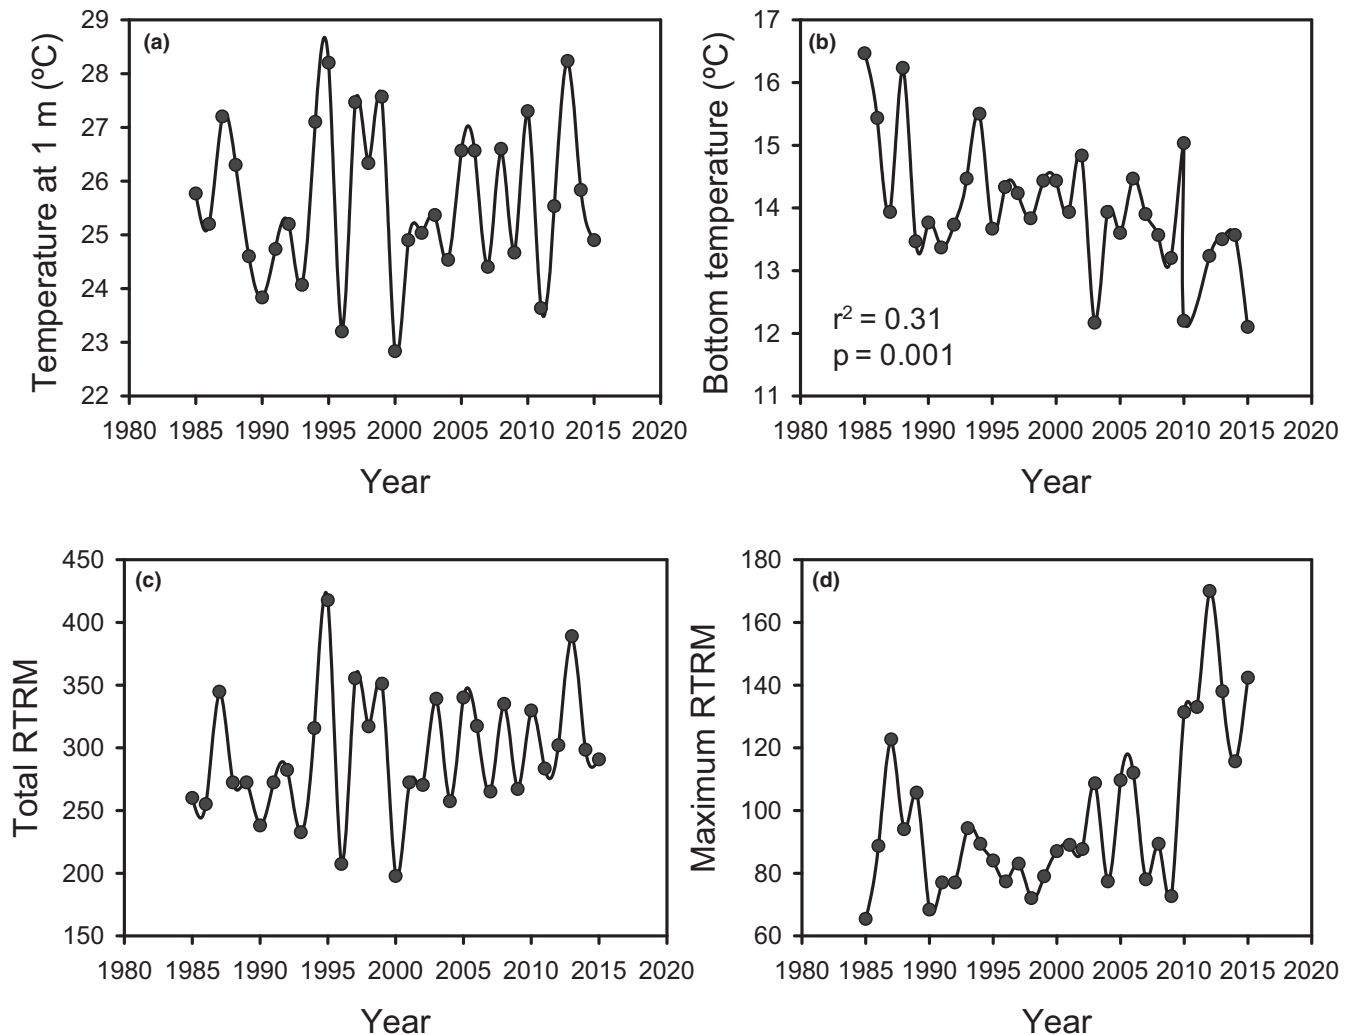 (a)
Temperature at 1 m (ºC)
29
28
27
26
25
24
23
22
1980 1985 1990 1995 2000 2005 2010 2015 2020
Year
(b)
Bottom temperature (ºC)
17
16
15
14
13
12
11
r² = 0.31
p = 0.001
1980 1985 1990 1995 2000 2005 2010 2015 2020
Year
(c)
Total RTRM
450
400
350
300
250
200
150
1980 1985 1990 1995 2000 2005 2010 2015 2020
Year
(d)
Maximum RTRM
180
160
140
120
100
80
60
1980 1985 1990 1995 2000 2005 2010 2015 2020
Year